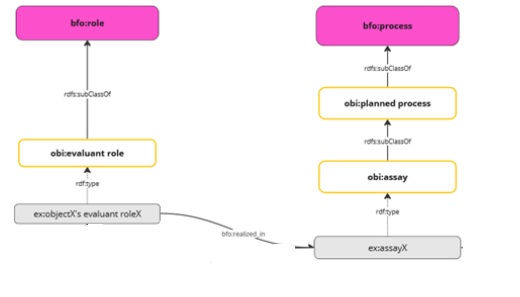 bfo:role
bfo:process
rdfs:subClassOf
rdfs:subClassOf
obi:planned process
rdfs:subClassOf
obi:evaluant role
obi:assay
rdf:type
rdf:type
ex:objectX's evaluant roleX
bfo:realized_in
ex:assayX